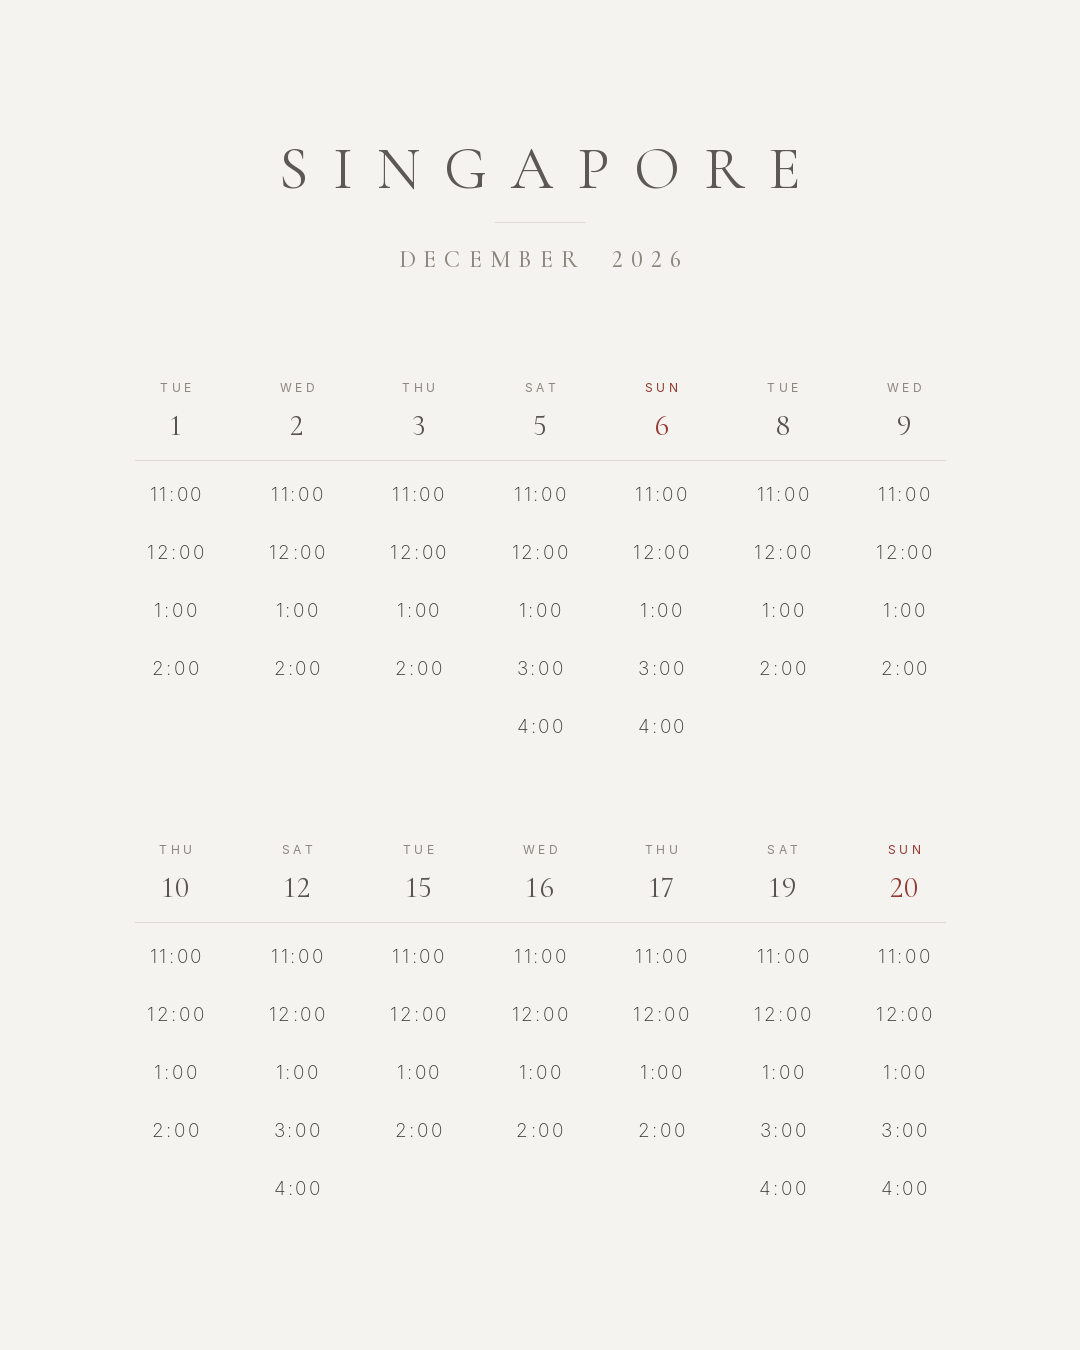 SINGAPORE
DECEMBER 2026
TUE WED THU SAT SUN TUE WED
1 2 3 5 6 8 9
11:00 11:00 11:00 11:00 11:00 11:00 11:00
12:00 12:00 12:00 12:00 12:00 12:00 12:00
1:00 1:00 1:00 1:00 1:00 1:00 1:00
2:00 2:00 2:00 3:00 3:00 2:00 2:00
4:00 4:00
THU SAT TUE WED THU SAT SUN
10 12 15 16 17 19 20
11:00 11:00 11:00 11:00 11:00 11:00 11:00
12:00 12:00 12:00 12:00 12:00 12:00 12:00
1:00 1:00 1:00 1:00 1:00 1:00 1:00
2:00 3:00 2:00 2:00 2:00 3:00 3:00
4:00 4:00 4:00